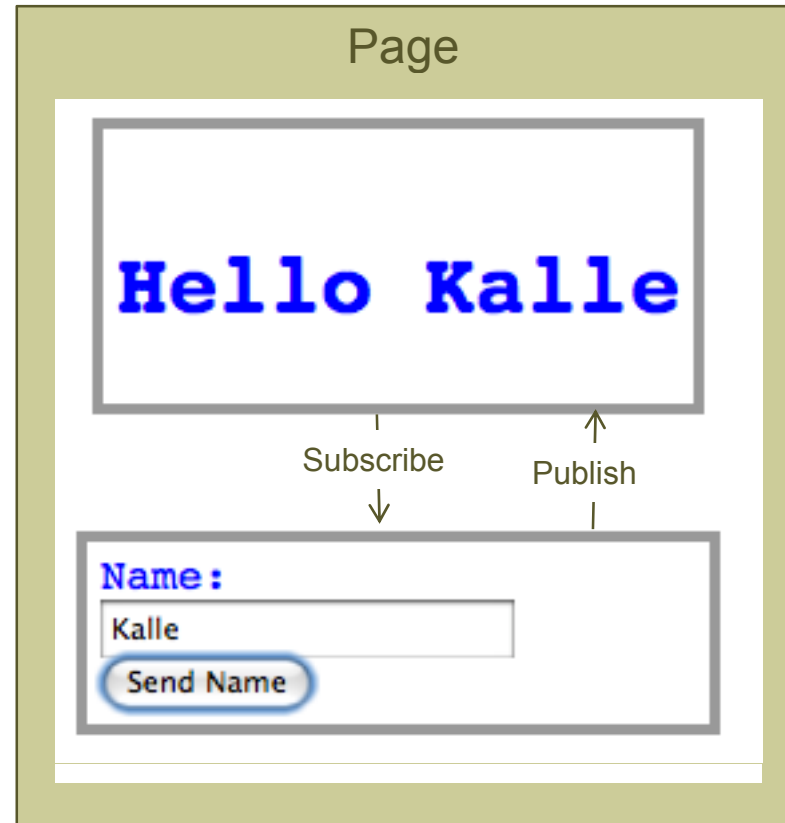 Page
Hello Kalle
Subscribe
Publish
Name:
Kalle
Send Name